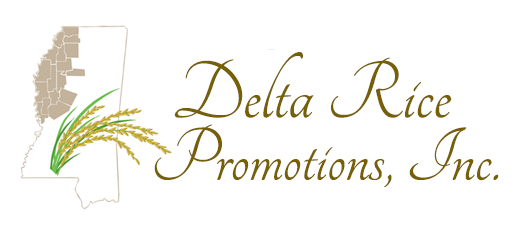 Delta Rice
Promotions, Inc.